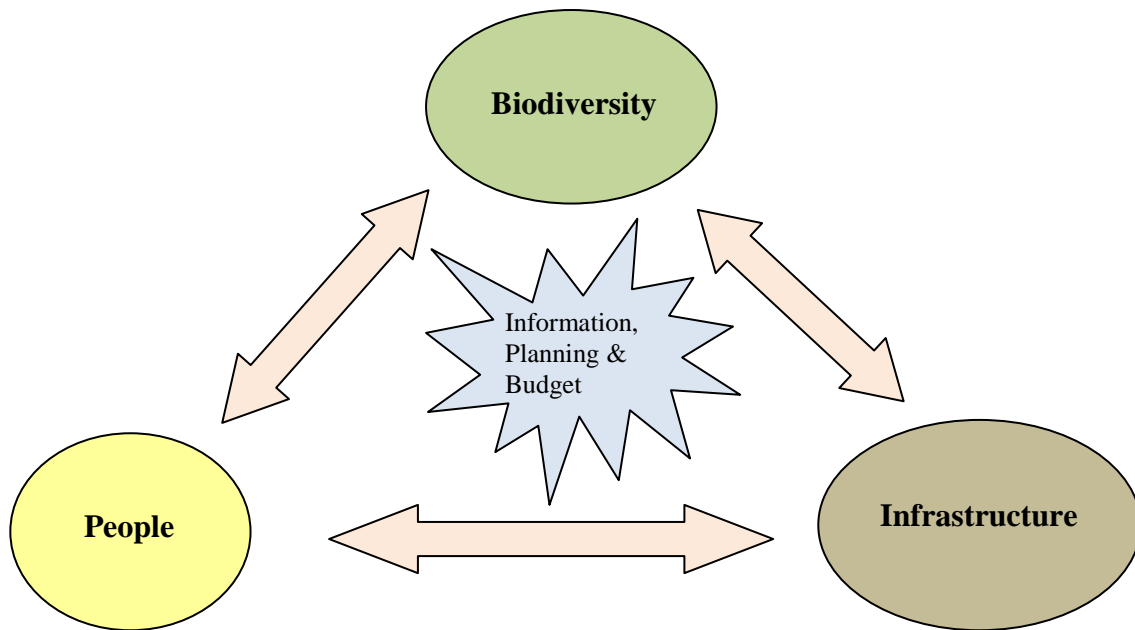 Biodiversity
Information,
Planning &
Budget
People
Infrastructure